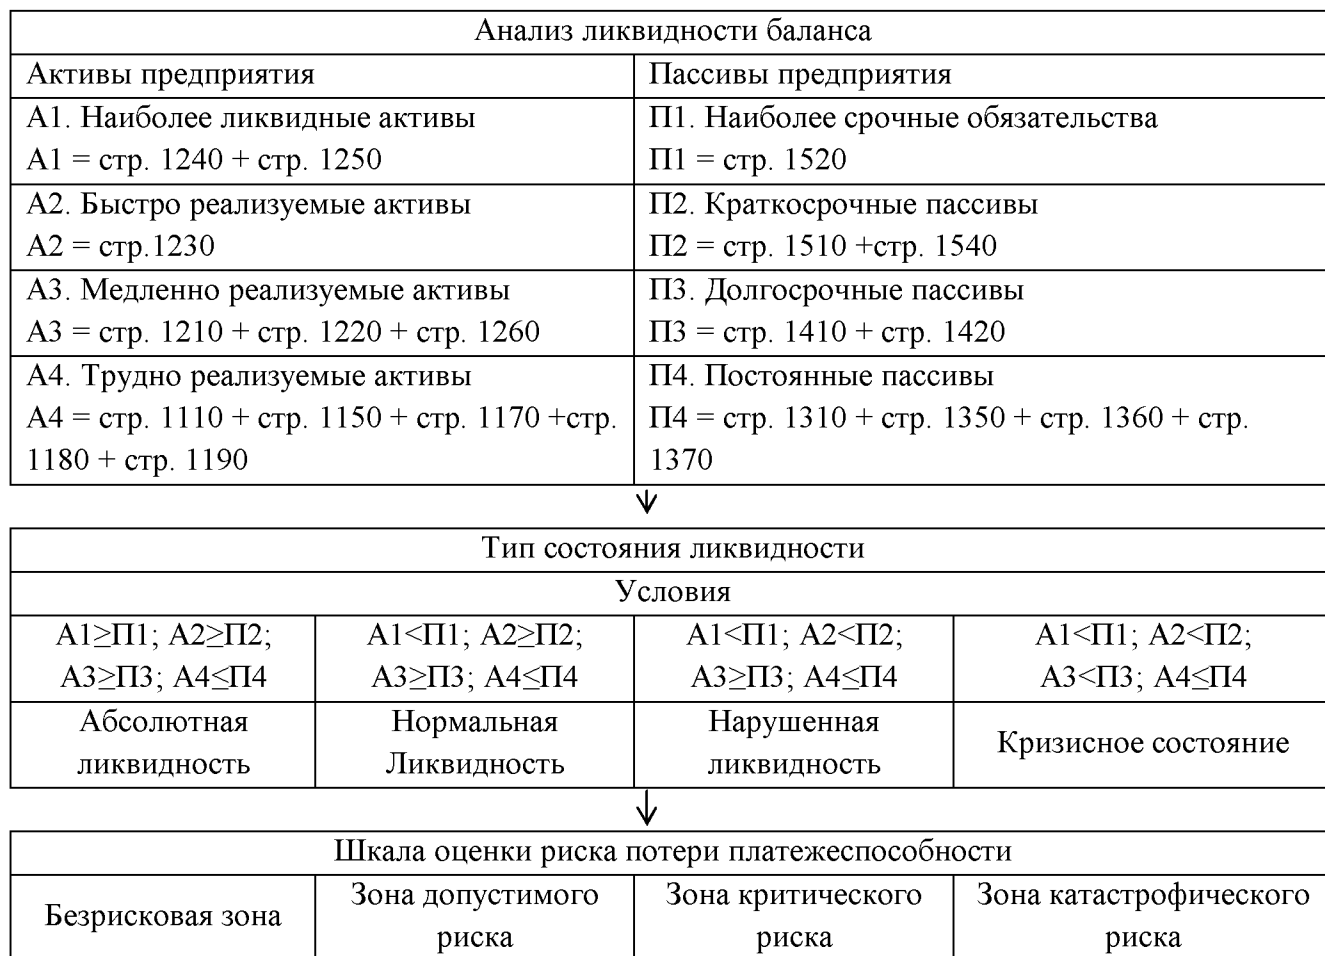 Анализ ликвидности баланса
Активы предприятия
Пассивы предприятия
А1. Наиболее ликвидные активы
А1 = стр. 1240 + стр. 1250
П1. Наиболее срочные обязательства
П1 = стр. 1520
А2. Быстро реализуемые активы
А2 = стр.1230
П2. Краткосрочные пассивы
П2 = стр. 1510 +стр. 1540
А3. Медленно реализуемые активы
А3 = стр. 1210 + стр. 1220 + стр. 1260
П3. Долгосрочные пассивы
П3 = стр. 1410 + стр. 1420
А4. Трудно реализуемые активы
А4 = стр. 1110 + стр. 1150 + стр. 1170 +стр.
1180 + стр. 1190
П4. Постоянные пассивы
П4 = стр. 1310 + стр. 1350 + стр. 1360 + стр.
1370
Тип состояния ликвидности
Условия
А1≥П1; А2≥П2;
А3≥П3; А4≤П4
А1<П1; А2≥П2;
А3≥П3; А4≤П4
А1<П1; А2<П2;
А3≥П3; А4≤П4
А1<П1; А2<П2;
А3<П3; А4≤П4
Абсолютная
ликвидность
Нормальная
Ликвидность
Нарушенная
ликвидность
Кризисное состояние
Шкала оценки риска потери платежеспособности
Безрисковая зона
Зона допустимого
риска
Зона критического
риска
Зона катастрофического
риска